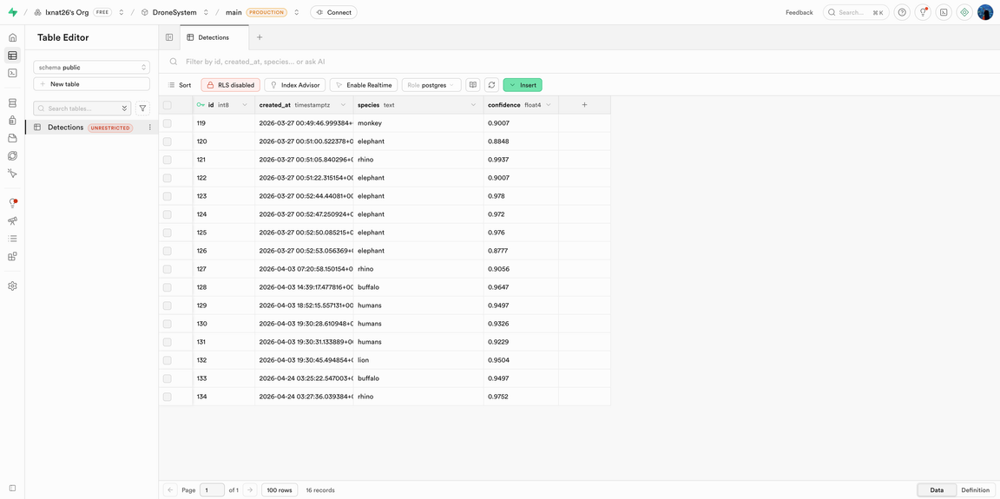 lxnat26's Org FREE / DroneSystem / main PRODUCTION Connect Feedback Search... ⌘K
Table Editor
Detections
schema public
Filter by id, created_at, species... or ask AI
New table
Sort RLS disabled Index Advisor Enable Realtime Role postgres Insert
Search tables...
id int8 created_at timestamptz species text confidence float4
Detections UNRESTRICTED
119 2026-03-27 00:49:46.999384+ monkey 0.9007
120 2026-03-27 00:51:00.522378+0 elephant 0.8848
121 2026-03-27 00:51:05.840296+0 rhino 0.9937
122 2026-03-27 00:51:22.315154+00 elephant 0.9007
123 2026-03-27 00:52:44.44081+00 elephant 0.978
124 2026-03-27 00:52:47.250924+0 elephant 0.972
125 2026-03-27 00:52:50.085215+0 elephant 0.976
126 2026-03-27 00:52:53.056369+0 elephant 0.8777
127 2026-04-03 07:20:58.150154+0 rhino 0.9056
128 2026-04-03 14:39:17.477816+00 buffalo 0.9647
129 2026-04-03 18:52:15.557131+00 humans 0.9497
130 2026-04-03 19:30:28.610948+0 humans 0.9326
131 2026-04-03 19:30:31.133889+00 humans 0.9229
132 2026-04-03 19:30:45.494854+0 lion 0.9504
133 2026-04-24 03:25:22.547003+0 buffalo 0.9497
134 2026-04-24 03:27:36.039384+0 rhino 0.9752
Page 1 of 1 100 rows 16 records Data Definition